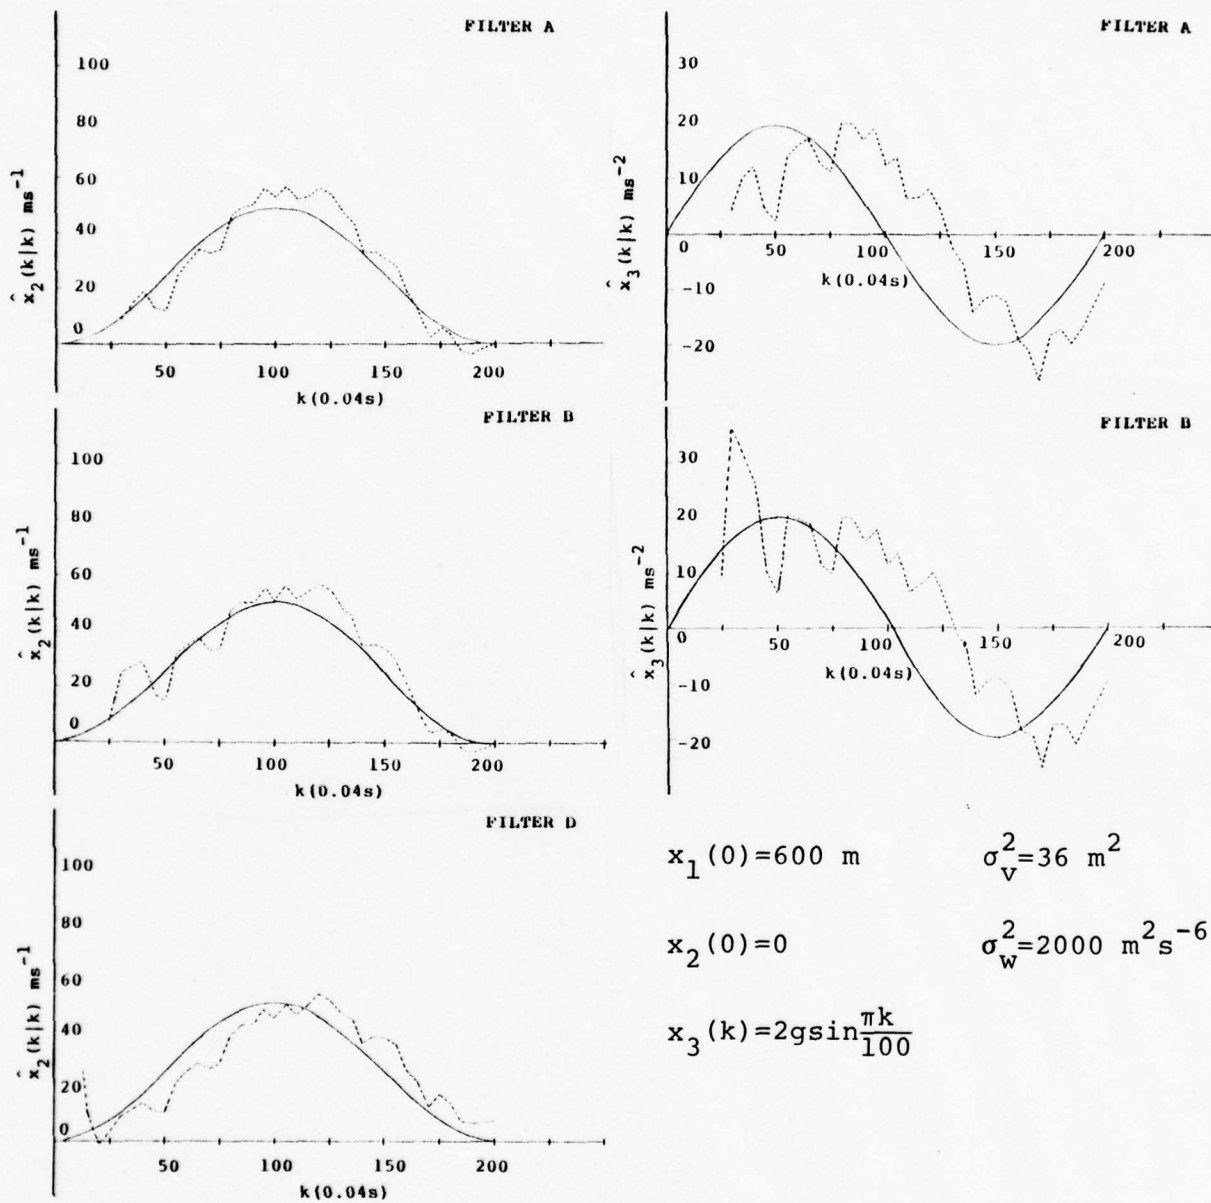 FILTER A
100
80
60
40
20
0
x̂₂(k|k) ms⁻¹
50 100 150 200
k(0.04s)
FILTER A
30
20
10
0
-10
-20
x̂₃(k|k) ms⁻²
50 100 150 200
k(0.04s)
FILTER B
100
80
60
40
20
0
x̂₂(k|k) ms⁻¹
50 100 150 200
k(0.04s)
FILTER B
30
20
10
0
-10
-20
x̂₃(k|k) ms⁻²
50 100 150 200
k(0.04s)
FILTER D
100
80
60
40
20
0
x̂₂(k|k) ms⁻¹
50 100 150 200
k(0.04s)
x₁(0)=600 m σᵥ²=36 m²
x₂(0)=0 σ_w²=2000 m²s⁻⁶
x₃(k)=2gsin πk/100